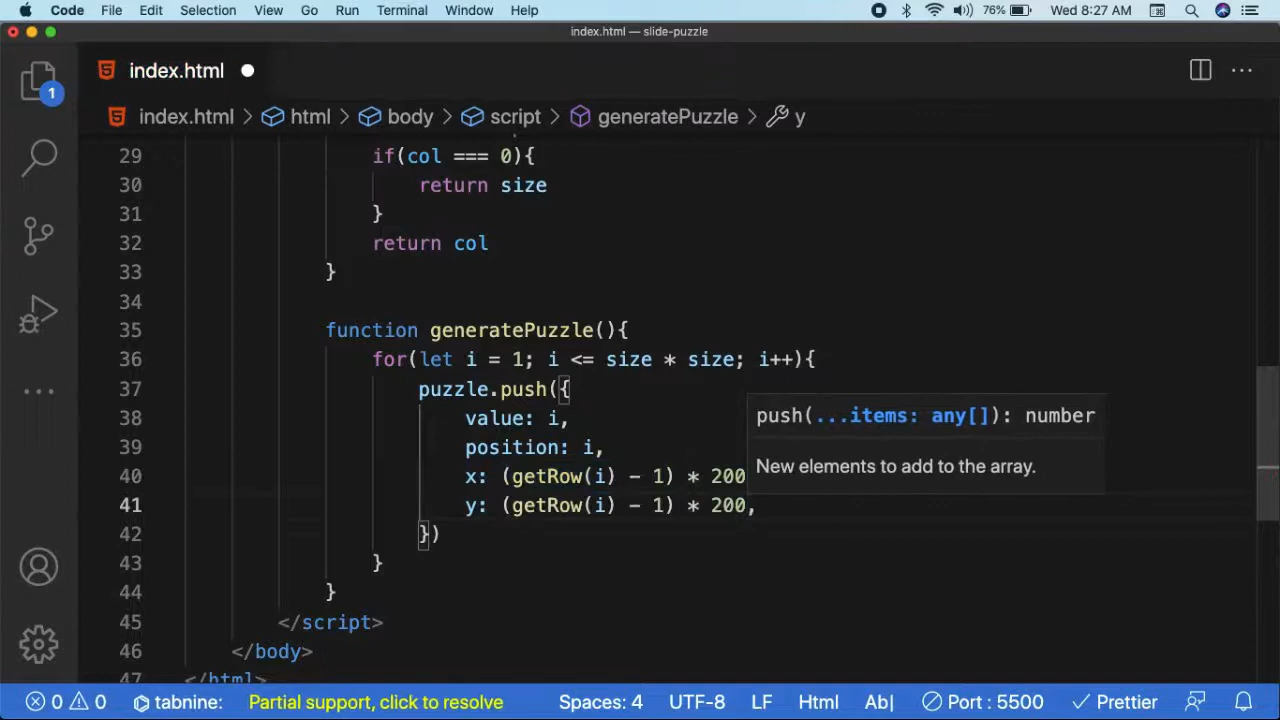 Code File Edit Selection View Go Run Terminal Window Help 76% Wed 8:27 AM
index.html — slide-puzzle
index.html
1
index.html > html > body > script > generatePuzzle > y
29 if(col === 0){
30 return size
31 }
32 return col
33 }
34
35 function generatePuzzle(){
36 for(let i = 1; i <= size * size; i++){
37 puzzle.push({
38 value: i,
39 position: i,
40 x: (getRow(i) - 1) * 200
41 y: (getRow(i) - 1) * 200,
42 })
43 }
44 }
45 </script>
46 </body>
47 </html>
push(...items: any[]): number
New elements to add to the array.
0 0 tabnine: Partial support, click to resolve Spaces: 4 UTF-8 LF Html Ab| Port : 5500 Prettier